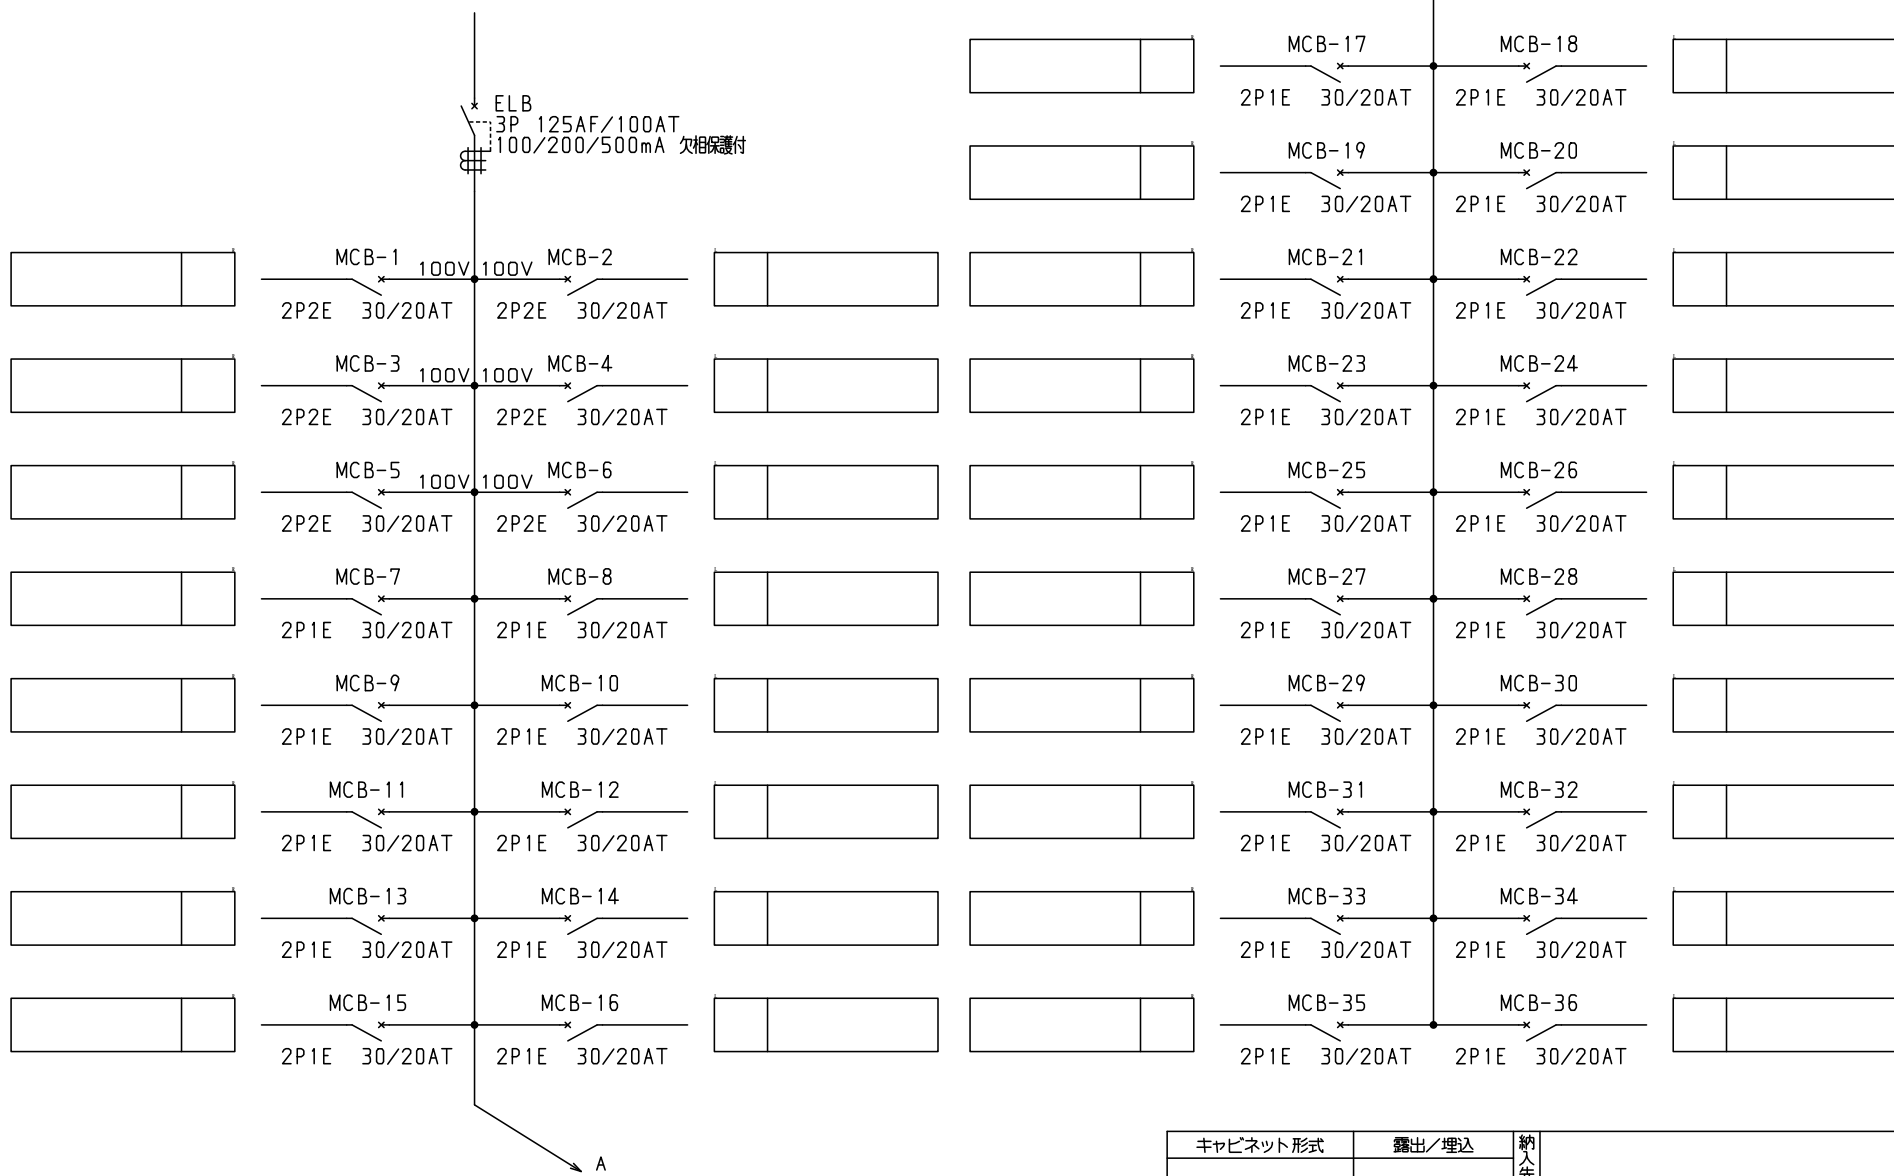 ELB
3P 125AF/100AT
100/200/500mA 欠相保護付
MCB-1 100V 100V MCB-2
2P2E 30/20AT 2P2E 30/20AT
MCB-3 100V 100V MCB-4
2P2E 30/20AT 2P2E 30/20AT
MCB-5 100V 100V MCB-6
2P2E 30/20AT 2P2E 30/20AT
MCB-7 MCB-8
2P1E 30/20AT 2P1E 30/20AT
MCB-9 MCB-10
2P1E 30/20AT 2P1E 30/20AT
MCB-11 MCB-12
2P1E 30/20AT 2P1E 30/20AT
MCB-13 MCB-14
2P1E 30/20AT 2P1E 30/20AT
MCB-15 MCB-16
2P1E 30/20AT 2P1E 30/20AT
A
MCB-17 MCB-18
2P1E 30/20AT 2P1E 30/20AT
MCB-19 MCB-20
2P1E 30/20AT 2P1E 30/20AT
MCB-21 MCB-22
2P1E 30/20AT 2P1E 30/20AT
MCB-23 MCB-24
2P1E 30/20AT 2P1E 30/20AT
MCB-25 MCB-26
2P1E 30/20AT 2P1E 30/20AT
MCB-27 MCB-28
2P1E 30/20AT 2P1E 30/20AT
MCB-29 MCB-30
2P1E 30/20AT 2P1E 30/20AT
MCB-31 MCB-32
2P1E 30/20AT 2P1E 30/20AT
MCB-33 MCB-34
2P1E 30/20AT 2P1E 30/20AT
MCB-35 MCB-36
2P1E 30/20AT 2P1E 30/20AT
キャビネット形式 露出/埋込
納入先